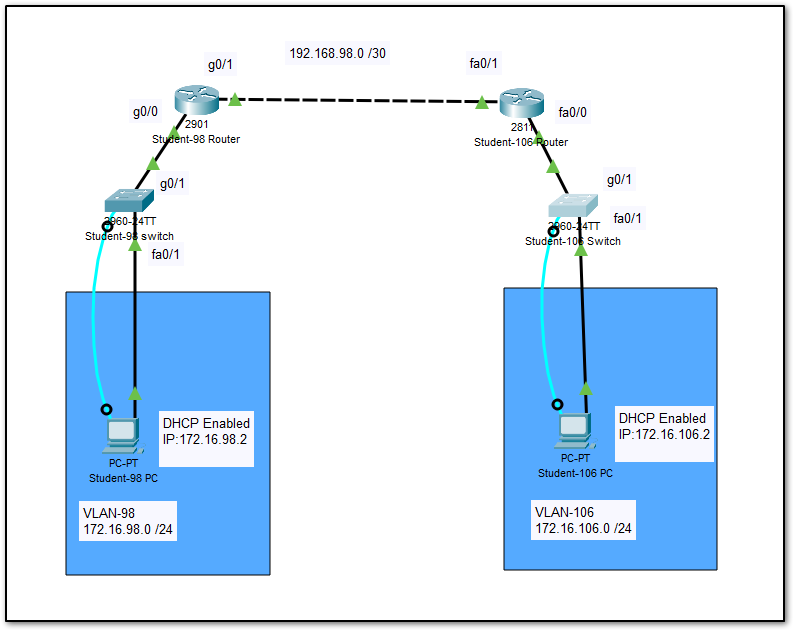 192.168.98.0 /30
g0/1
fa0/1
g0/0
2901
Student-98 Router
fa0/0
2811
Student-106 Router
g0/1
2960-24TT
Student-98 switch
fa0/1
g0/1
fa0/1
2960-24TT
Student-106 Switch
DHCP Enabled
IP:172.16.98.2
PC-PT
Student-98 PC
VLAN-98
172.16.98.0 /24
DHCP Enabled
IP:172.16.106.2
PC-PT
Student-106 PC
VLAN-106
172.16.106.0 /24